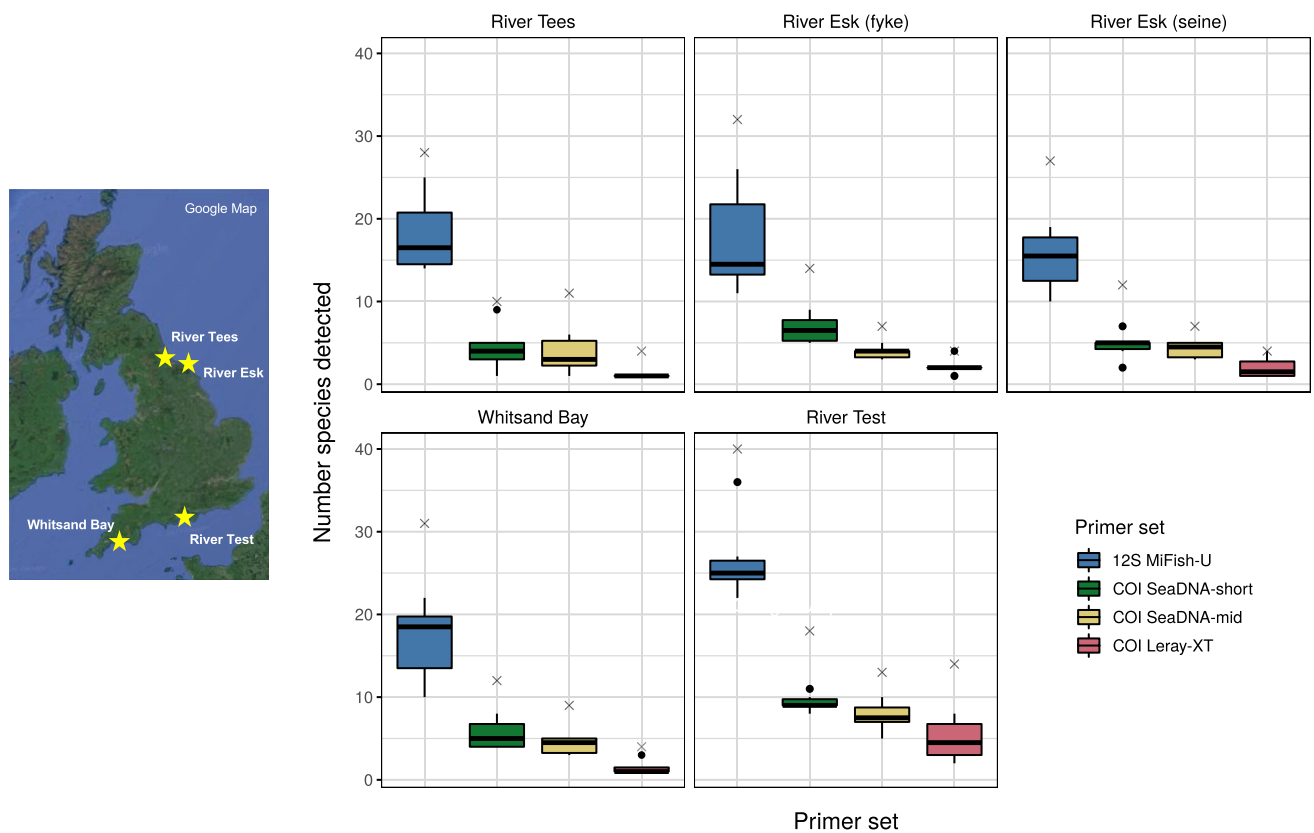 River Tees
River Esk (fyke)
River Esk (seine)
40
30
20
10
0
Google Map
River Tees
River Esk
Whitsand Bay
River Test
Number species detected
Whitsand Bay
River Test
40
30
20
10
0
Primer set
12S MiFish-U
COI SeaDNA-short
COI SeaDNA-mid
COI Leray-XT
Primer set